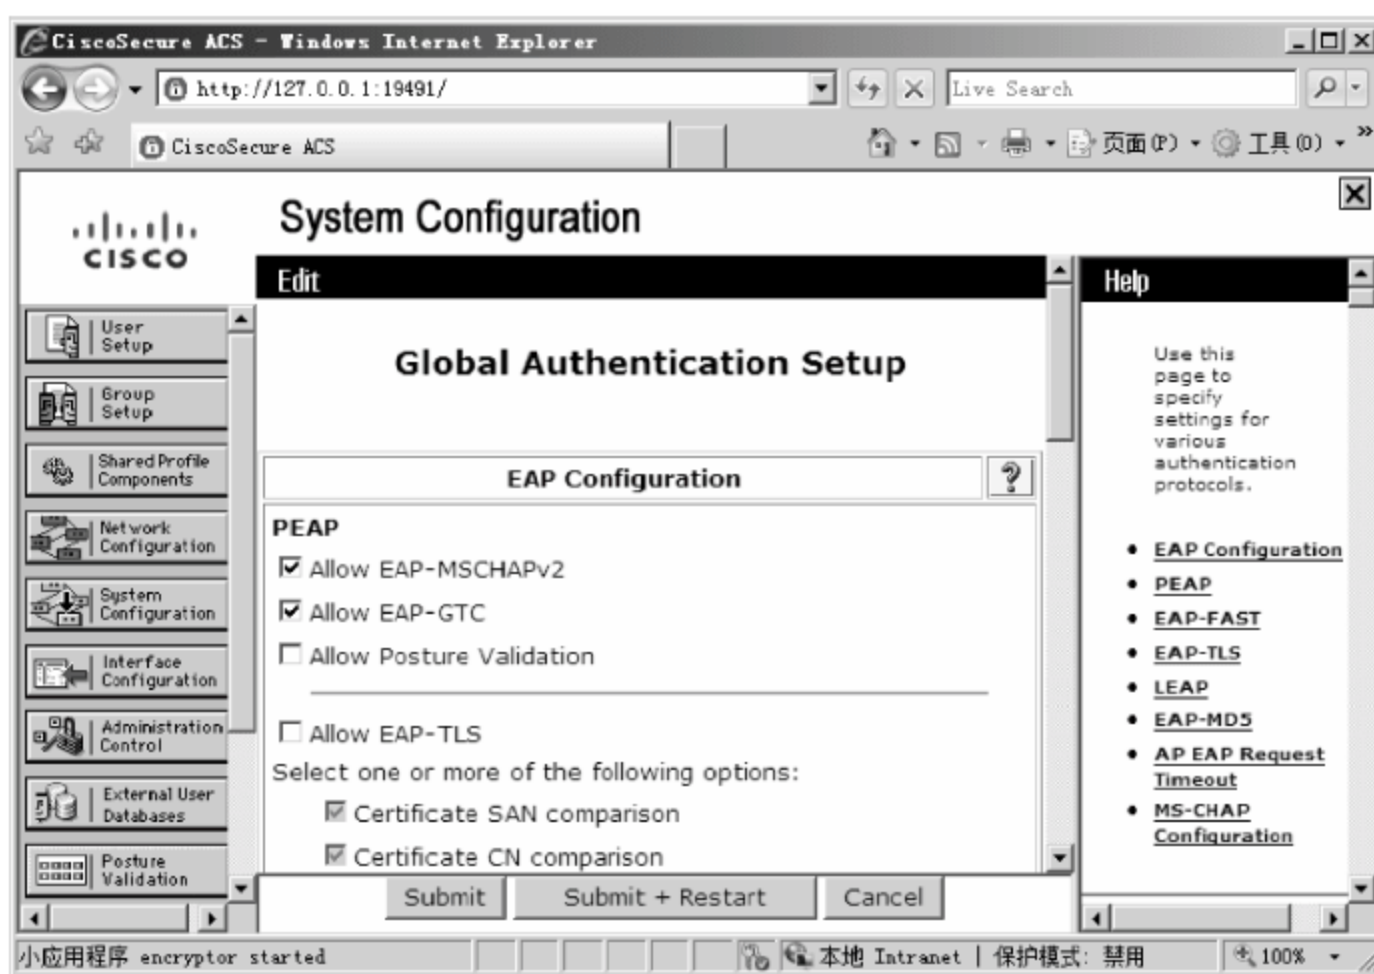 CiscoSecure ACS - Windows Internet Explorer
http://127.0.0.1:19491/
Live Search
CiscoSecure ACS
页面(P)
工具(O)
»
CISCO
System Configuration
User
Setup
Group
Setup
Shared Profile
Components
Network
Configuration
System
Configuration
Interface
Configuration
Administration
Control
External User
Databases
Posture
Validation
Edit
Global Authentication Setup
EAP Configuration
?
PEAP
Allow EAP-MSCHAPv2
Allow EAP-GTC
Allow Posture Validation
Allow EAP-TLS
Select one or more of the following options:
Certificate SAN comparison
Certificate CN comparison
Submit
Submit + Restart
Cancel
Help
Use this
page to
specify
settings for
various
authentication
protocols.
EAP Configuration
PEAP
EAP-FAST
EAP-TLS
LEAP
EAP-MD5
AP EAP Request
Timeout
MS-CHAP
Configuration
小应用程序 encryptor started
本地 Intranet | 保护模式: 禁用
100%